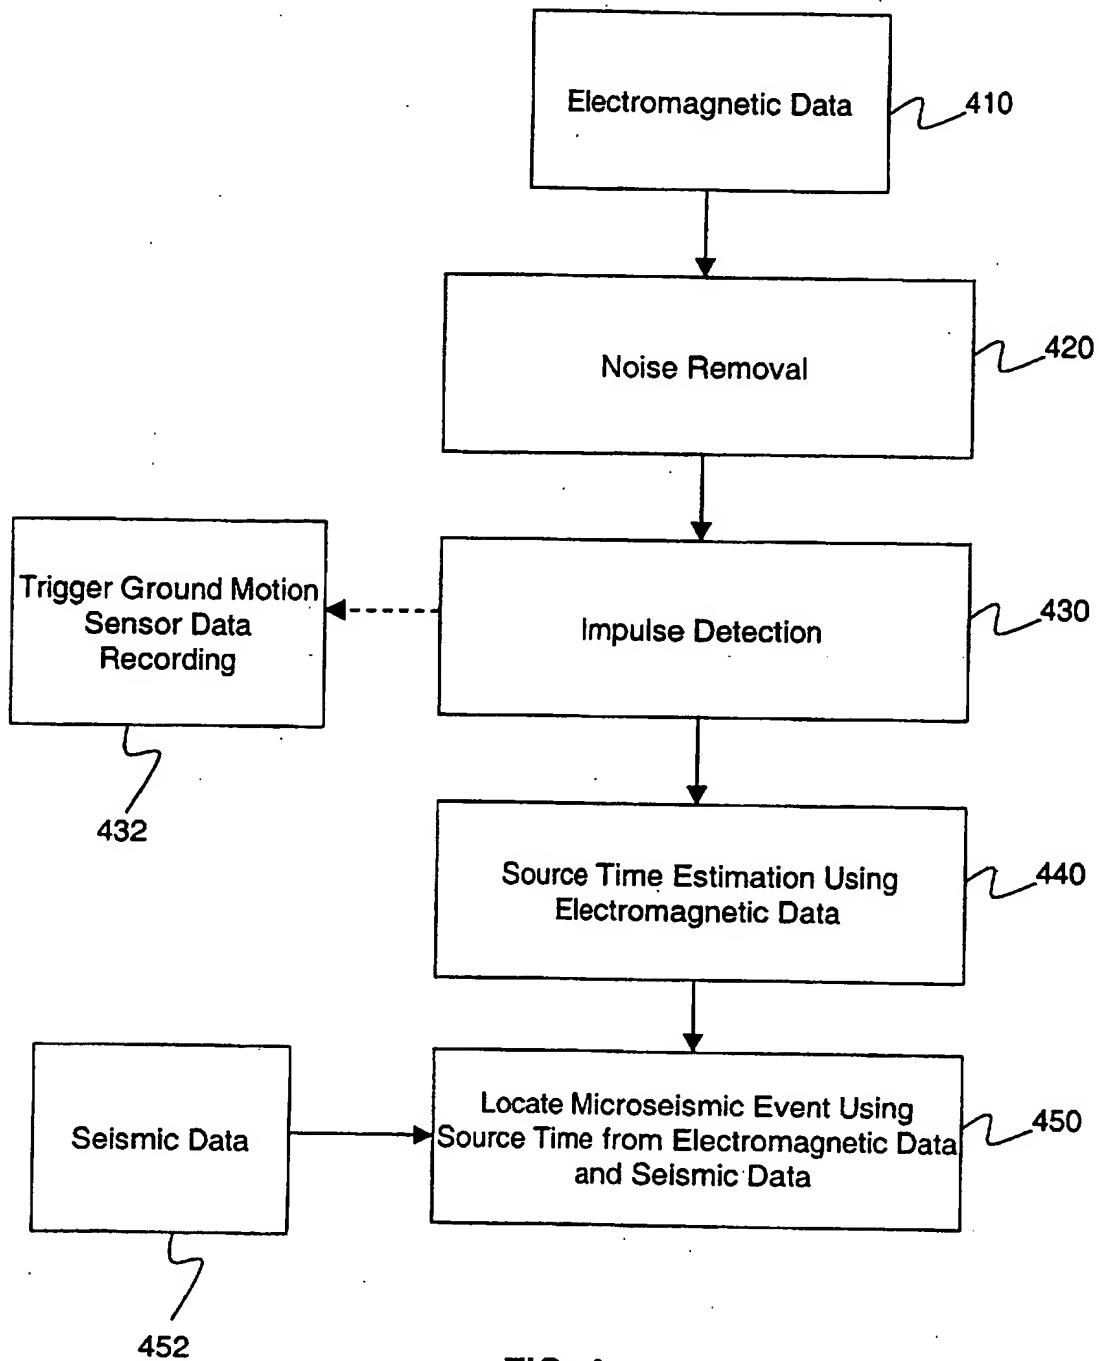 Electromagnetic Data
410
Noise Removal
420
Trigger Ground Motion
Sensor Data
Recording
432
Impulse Detection
430
Source Time Estimation Using
Electromagnetic Data
440
Seismic Data
452
Locate Microseismic Event Using
Source Time from Electromagnetic Data
and Seismic Data
450